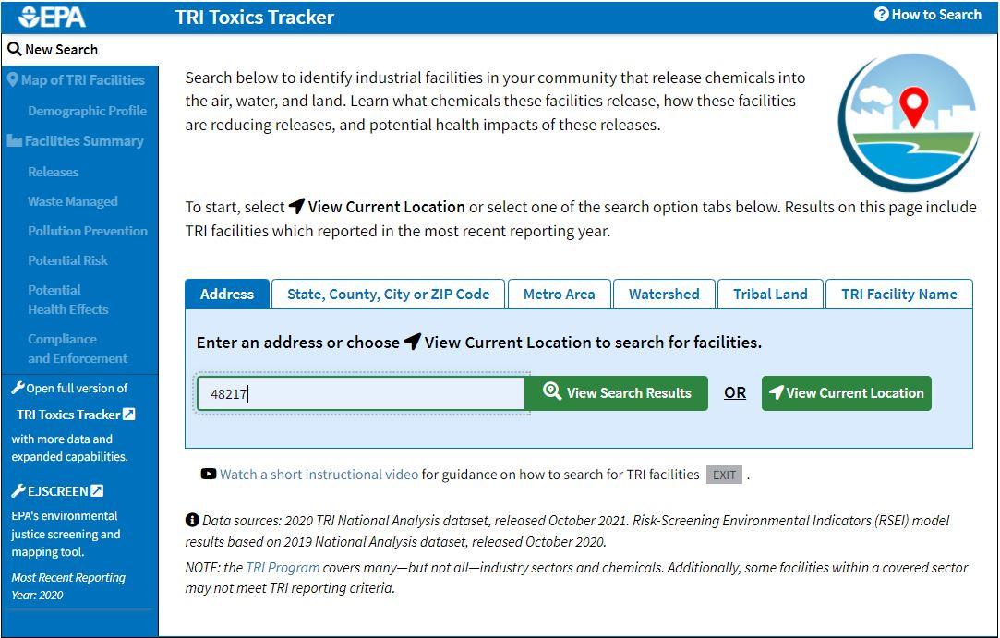 EPA
TRI Toxics Tracker
How to Search
New Search
Map of TRI Facilities
Demographic Profile
Facilities Summary
Releases
Waste Managed
Pollution Prevention
Potential Risk
Potential
Health Effects
Compliance
and Enforcement
Open full version of
TRI Toxics Tracker
with more data and
expanded capabilities.
EJSCREEN
EPA's environmental
justice screening and
mapping tool.
Most Recent Reporting
Year: 2020
Search below to identify industrial facilities in your community that release chemicals into
the air, water, and land. Learn what chemicals these facilities release, how these facilities
are reducing releases, and potential health impacts of these releases.
To start, select View Current Location or select one of the search option tabs below. Results on this page include
TRI facilities which reported in the most recent reporting year.
Address State, County, City or ZIP Code Metro Area Watershed Tribal Land TRI Facility Name
Enter an address or choose View Current Location to search for facilities.
48217 View Search Results OR View Current Location
Watch a short instructional video for guidance on how to search for TRI facilities EXIT .
Data sources: 2020 TRI National Analysis dataset, released October 2021. Risk-Screening Environmental Indicators (RSEI) model
results based on 2019 National Analysis dataset, released October 2020.
NOTE: the TRI Program covers many—but not all—industry sectors and chemicals. Additionally, some facilities within a covered sector
may not meet TRI reporting criteria.